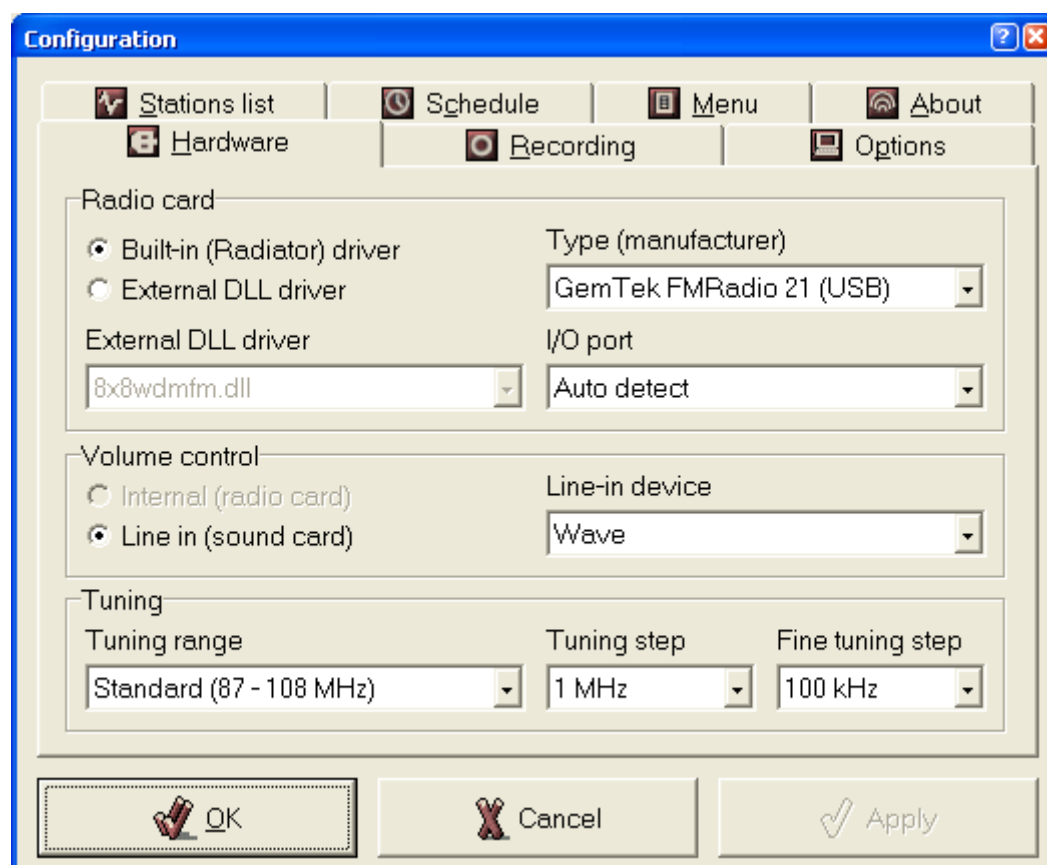 Configuration
Stations list Schedule Menu About
Hardware Recording Options
Radio card
Built-in (Radiator) driver
External DLL driver
Type (manufacturer)
GemTek FMRadio 21 (USB)
External DLL driver
8x8wdmfm.dll
I/O port
Auto detect
Volume control
Internal (radio card)
Line in (sound card)
Line-in device
Wave
Tuning
Tuning range
Standard (87 - 108 MHz)
Tuning step
1 MHz
Fine tuning step
100 kHz
OK Cancel Apply